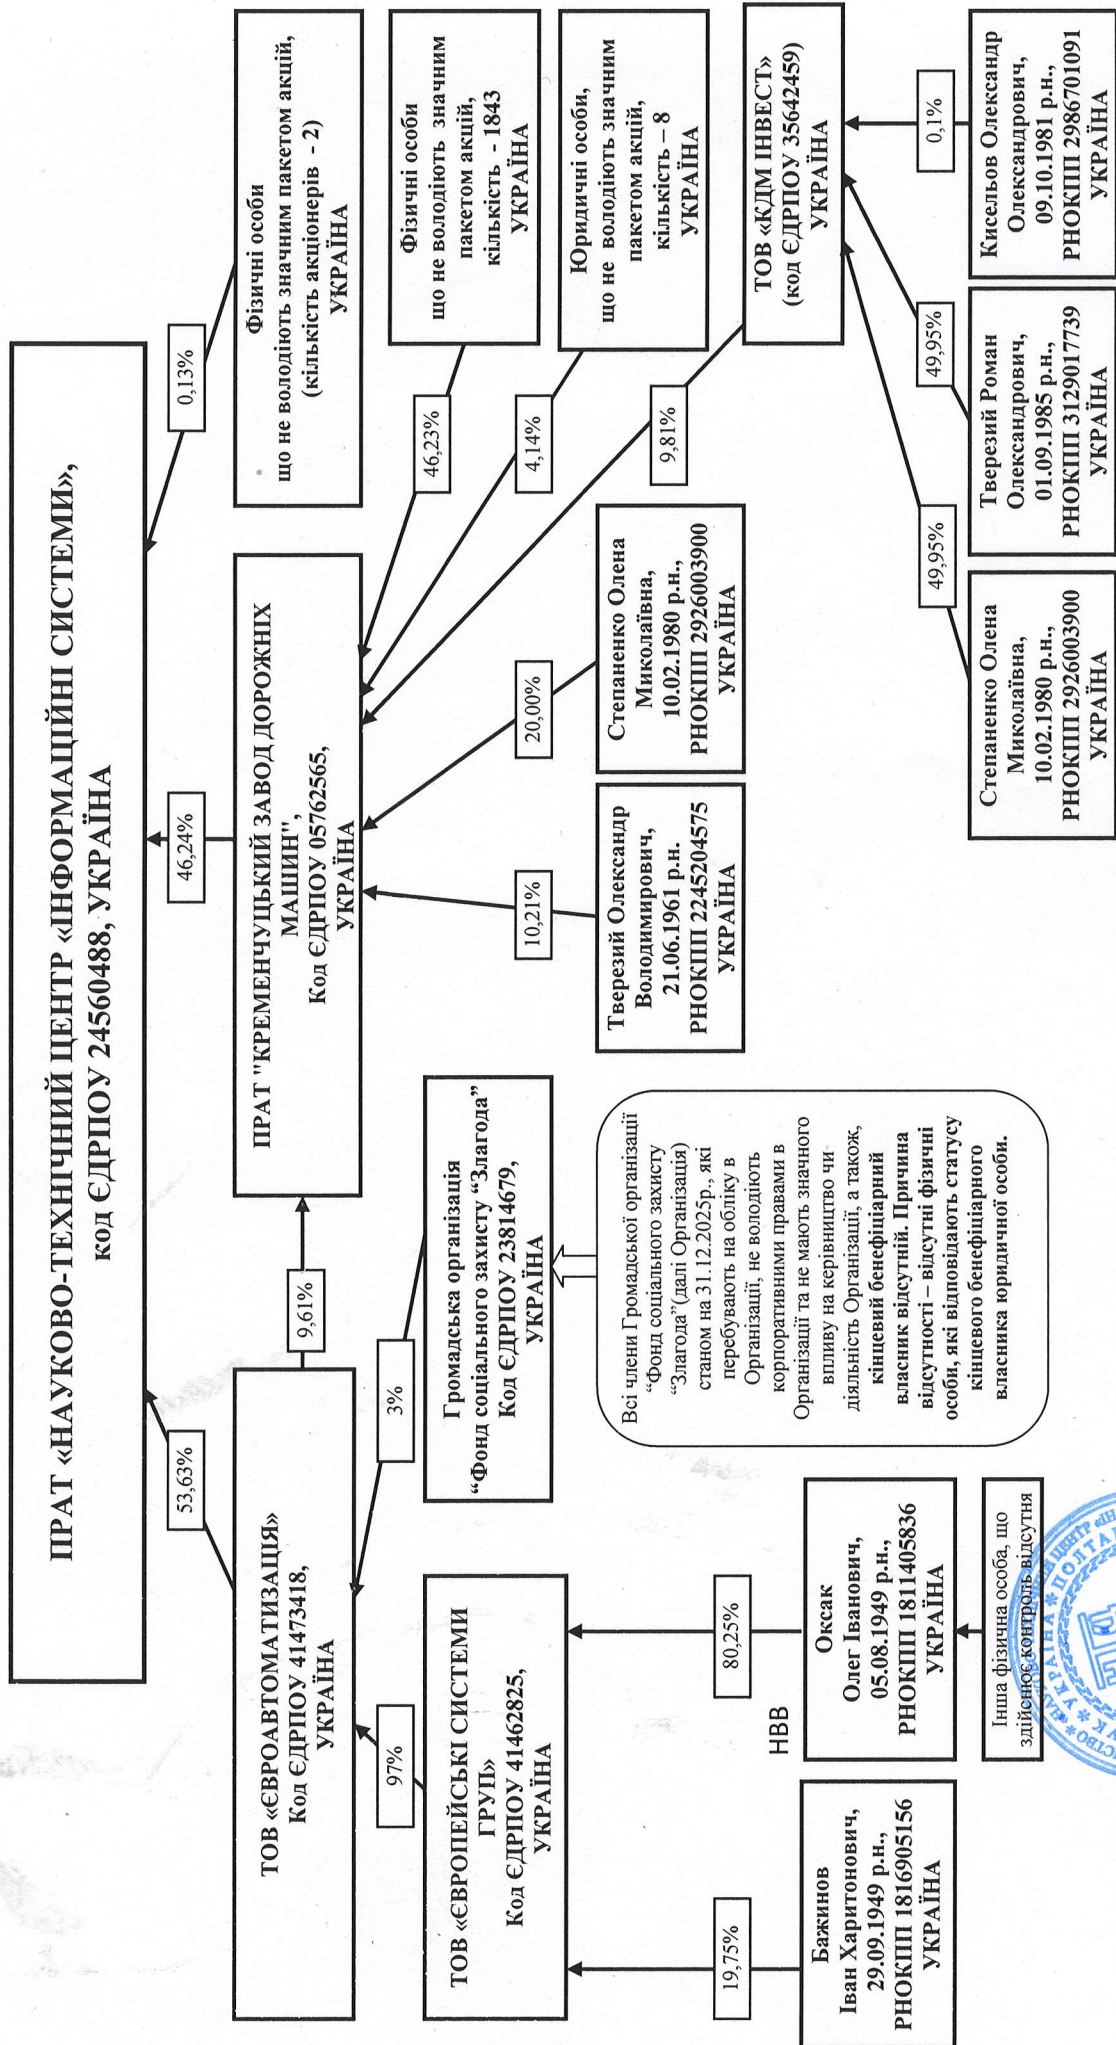 ПРАТ «НАУКОВО-ТЕХНІЧНИЙ ЦЕНТР «ІНФОРМАЦІЙНІ СИСТЕМИ»,
код ЄДРПОУ 24560488, УКРАЇНА
53,63%
46,24%
0,13%
ТОВ «ЄВРОАВТОМАТИЗАЦІЯ»
Код ЄДРПОУ 41473418,
УКРАЇНА
9,61%
ПРАТ "КРЕМЕНЧУЦЬКИЙ ЗАВОД ДОРОЖНІХ
МАШИН",
Код ЄДРПОУ 05762565,
УКРАЇНА
Фізичні особи
що не володіють значним пакетом акцій,
(кількість акціонерів - 2)
УКРАЇНА
97%
3%
ТОВ «ЄВРОПЕЙСЬКІ СИСТЕМИ
ГРУП»
Код ЄДРПОУ 41462825,
УКРАЇНА
Громадська організація
“Фонд соціального захисту “Злагода”
Код ЄДРПОУ 23814679,
УКРАЇНА
46,23%
Фізичні особи
що не володіють значним
пакетом акцій,
кількість - 1843
УКРАЇНА
4,14%
Юридичні особи,
що не володіють значним
пакетом акцій,
кількість – 8
УКРАЇНА
10,21%
20,00%
9,81%
Тверезий Олександр
Володимирович,
21.06.1961 р.н.
РНОКПП 2245204575
УКРАЇНА
Степаненко Олена
Миколаївна,
10.02.1980 р.н.,
РНОКПП 2926003900
УКРАЇНА
ТОВ «КДМ ІНВЕСТ»
(код ЄДРПОУ 35642459)
УКРАЇНА
Всі члени Громадської організації
“Фонд соціального захисту
“Злагода”(далі Організація)
станом на 31.12.2025р., які
перебувають на обліку в
Організації, не володіють
корпоративними правами в
Організації та не мають значного
впливу на керівництво чи
діяльність Організації, а також,
кінцевий бенефіціарний
власник відсутній. Причина
відсутності – відсутні фізичні
особи, які відповідають статусу
кінцевого бенефіціарного
власника юридичної особи.
19,75%
80,25%
НВВ
Бажинов
Іван Харитонович,
29.09.1949 р.н.,
РНОКПП 1816905156
УКРАЇНА
Оксак
Олег Іванович,
05.08.1949 р.н.,
РНОКПП 1811405836
УКРАЇНА
Інша фізична особа, що
здійснює контроль відсутня
49,95%
49,95%
0,1%
Степаненко Олена
Миколаївна,
10.02.1980 р.н.,
РНОКПП 2926003900
УКРАЇНА
Тверезий Роман
Олександрович,
01.09.1985 р.н.,
РНОКПП 3129017739
УКРАЇНА
Кисельов Олександр
Олександрович,
09.10.1981 р.н.,
РНОКПП 2986701091
УКРАЇНА